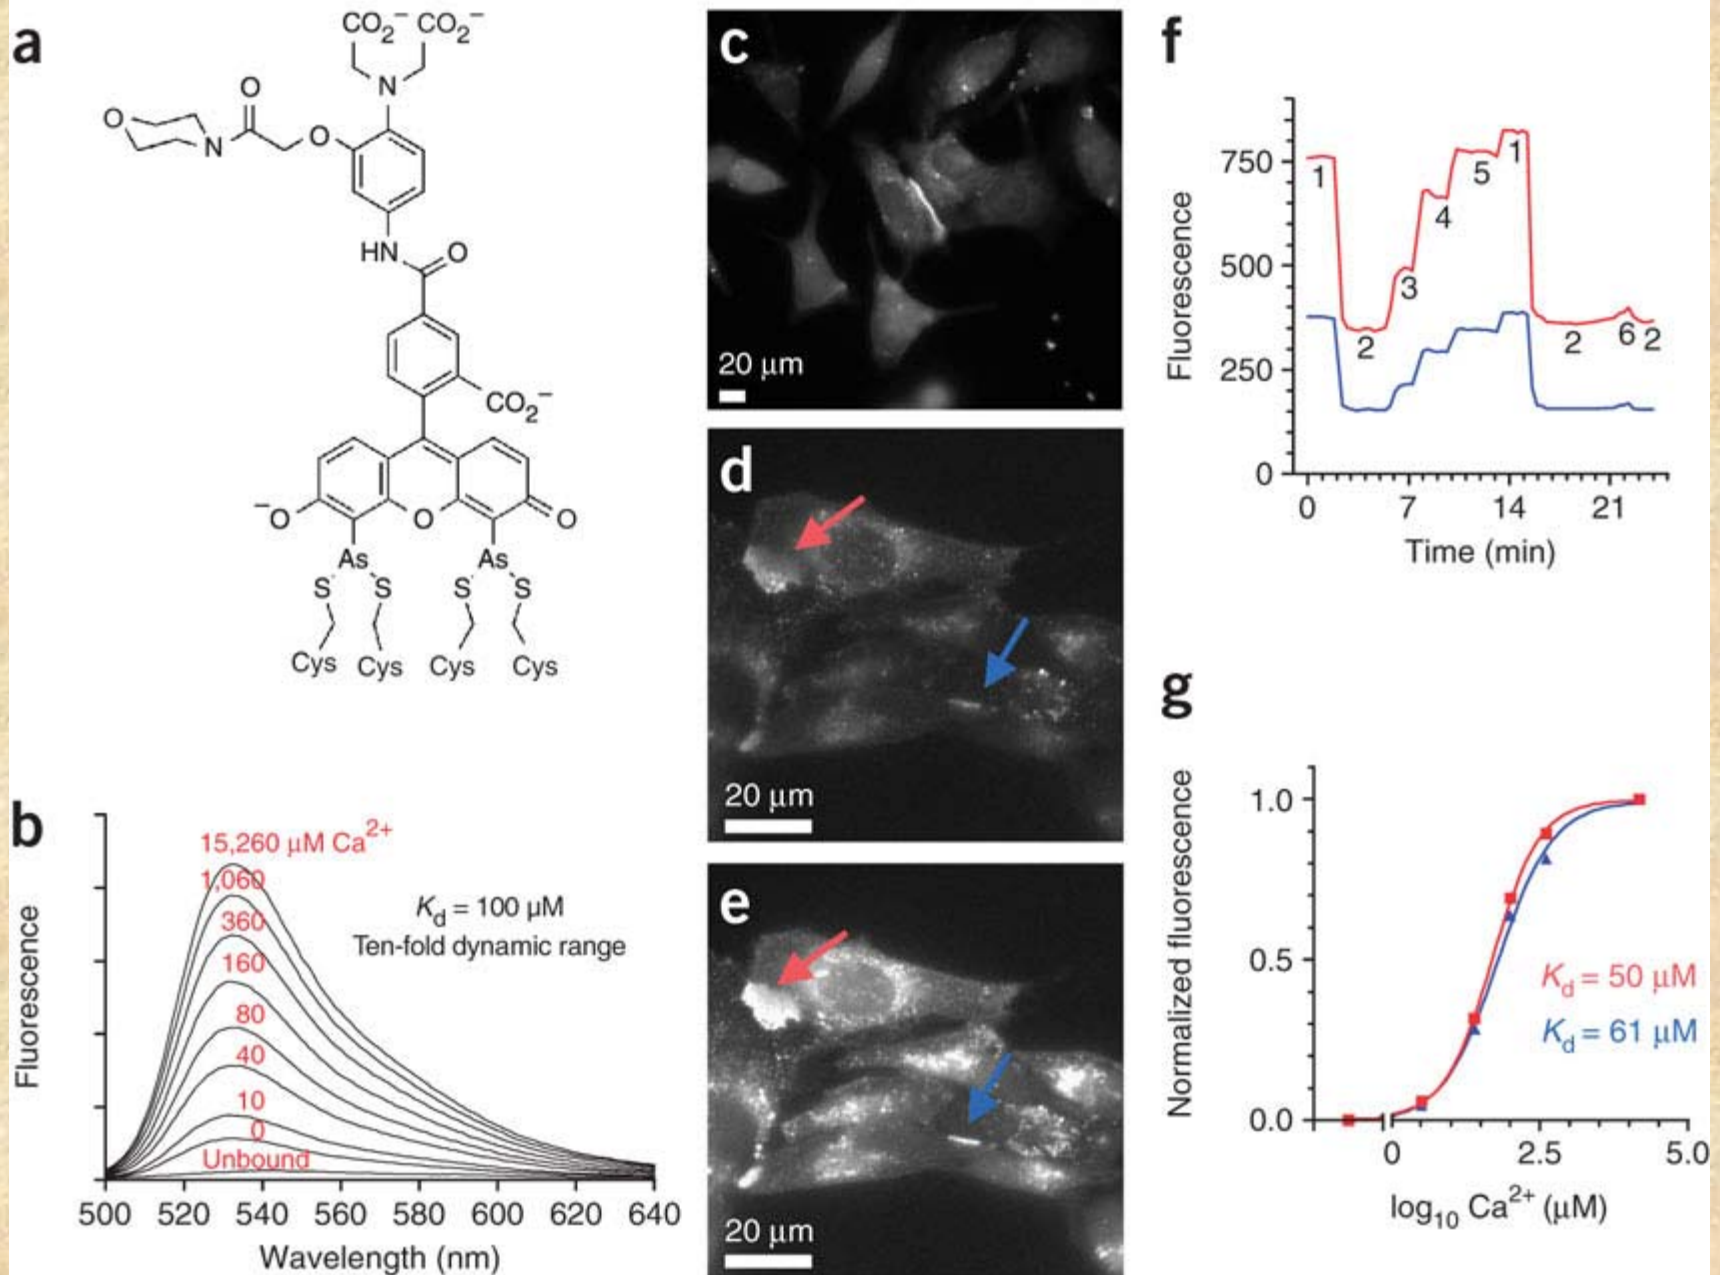 a
CO₂⁻ CO₂⁻
N
O
O
N
O
HN
O
CO₂⁻
⁻O
O
O
As As
S S S S
Cys Cys Cys Cys
b
Fluorescence
15,260 μM Ca²⁺
1,060
360
160
80
40
10
0
Unbound
K_d = 100 μM
Ten-fold dynamic range
500 520 540 560 580 600 620 640
Wavelength (nm)
c
20 μm
d
20 μm
e
20 μm
f
Fluorescence
750
500
250
0
1
2
3
4
5
1
2
6
2
0 7 14 21
Time (min)
g
Normalized fluorescence
1.0
0.5
0.0
K_d = 50 μM
K_d = 61 μM
0 2.5 5.0
log₁₀ Ca²⁺ (μM)